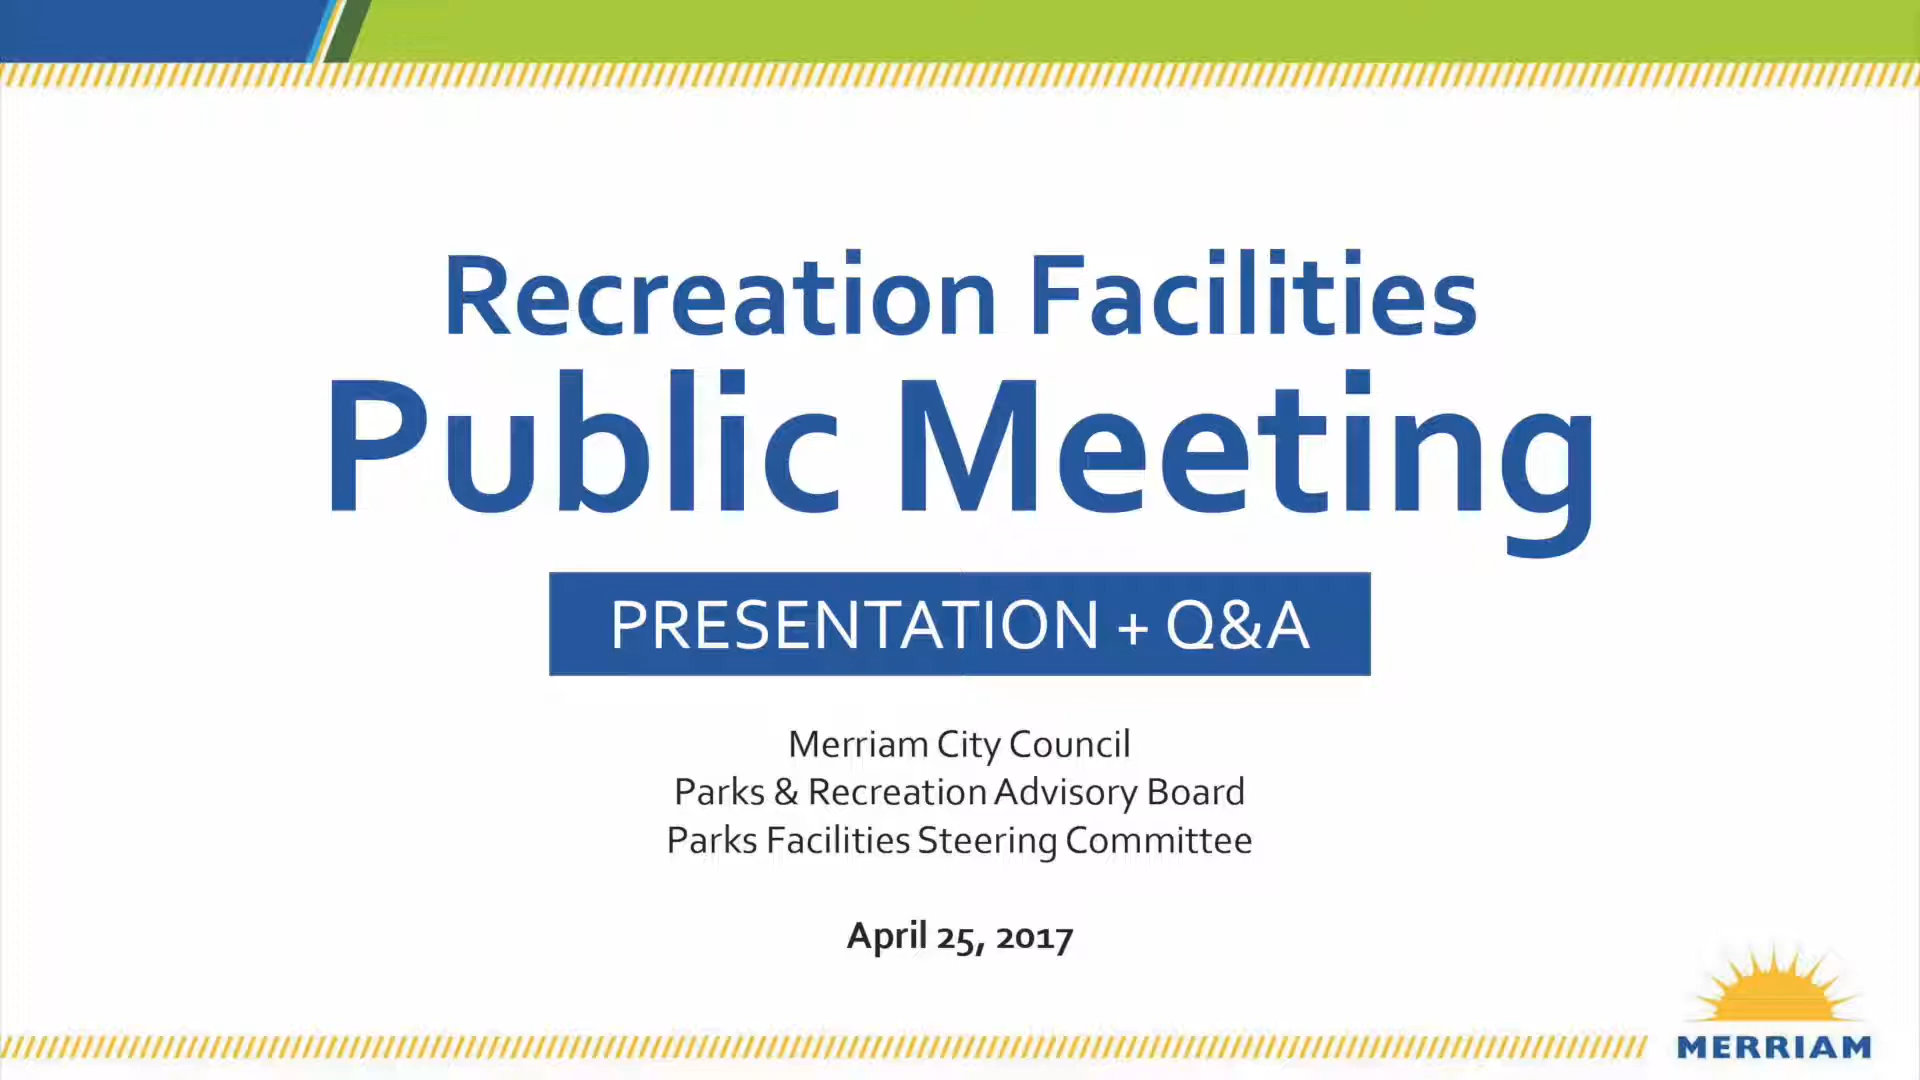 Recreation Facilities
Public Meeting
PRESENTATION + Q&A
Merriam City Council
Parks & Recreation Advisory Board
Parks Facilities Steering Committee
April 25, 2017
MERRIAM